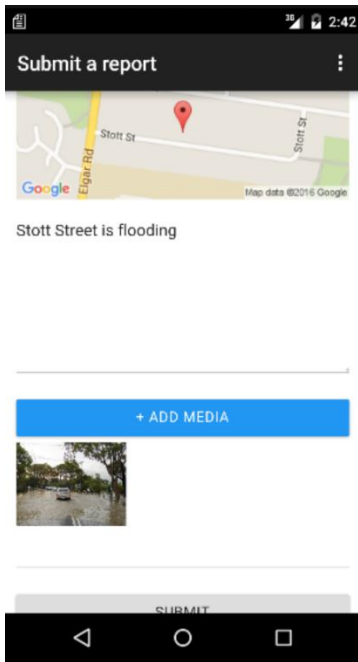 3G 2:42
Submit a report
Stott St
Stott St
Elgar Rd
Google
Map data ©2016 Google
Stott Street is flooding
+ ADD MEDIA
SUBMIT